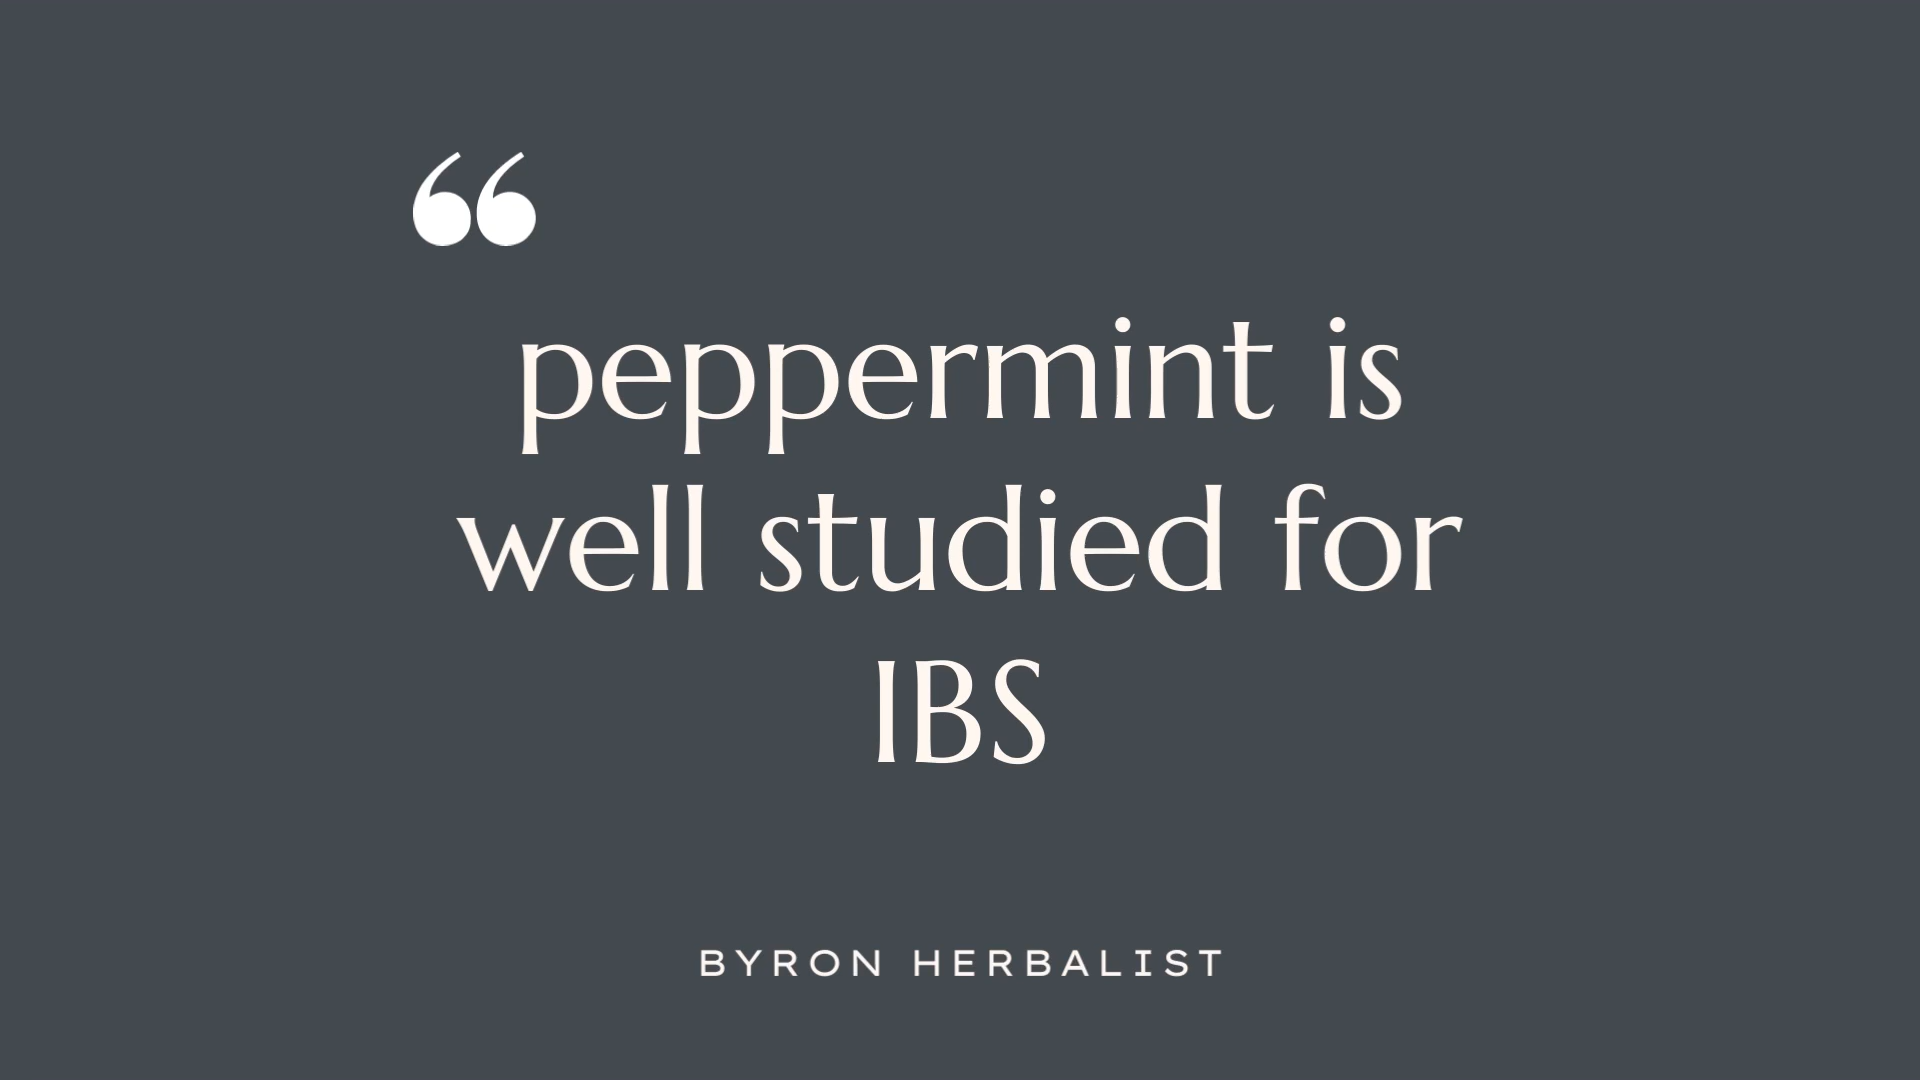 “
peppermint is
well studied for
IBS
BYRON HERBALIST